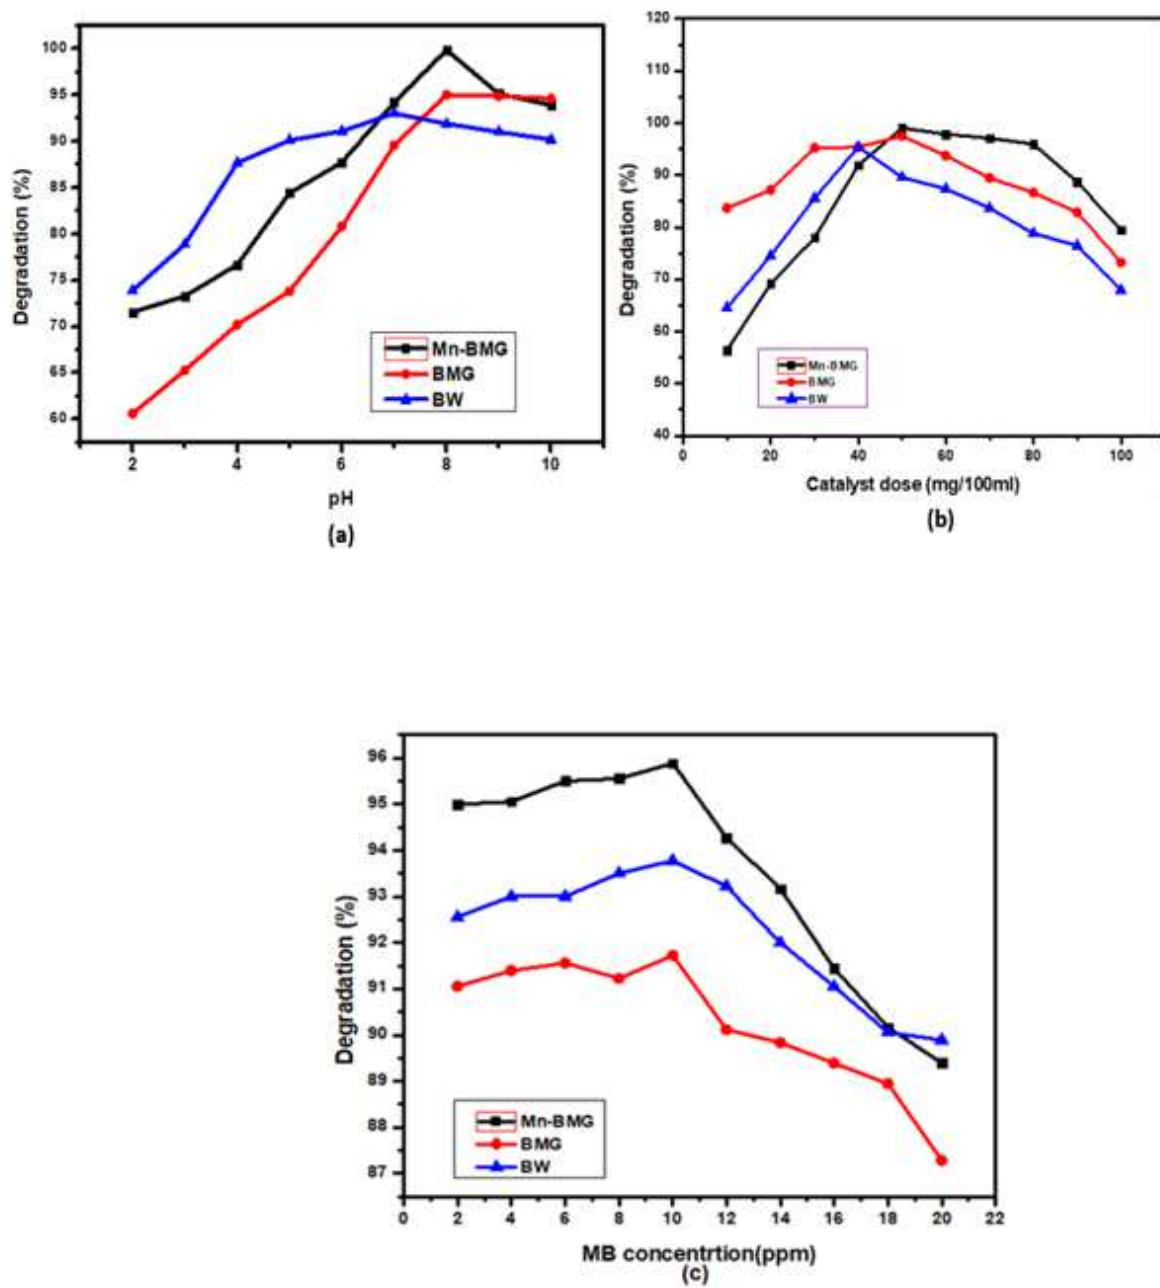 100
95
90
85
80
75
70
65
60
Degradation (%)
Mn-BMG
BMG
BW
2
4
6
8
10
pH
(a)
120
110
100
90
80
70
60
50
40
Degradation (%)
Mn-BMG
BMG
BW
0
20
40
60
80
100
Catalyst dose (mg/100ml)
(b)
96
95
94
93
92
91
90
89
88
87
Degradation (%)
Mn-BMG
BMG
BW
0
2
4
6
8
10
12
14
16
18
20
22
MB concentrtion(ppm)
(c)